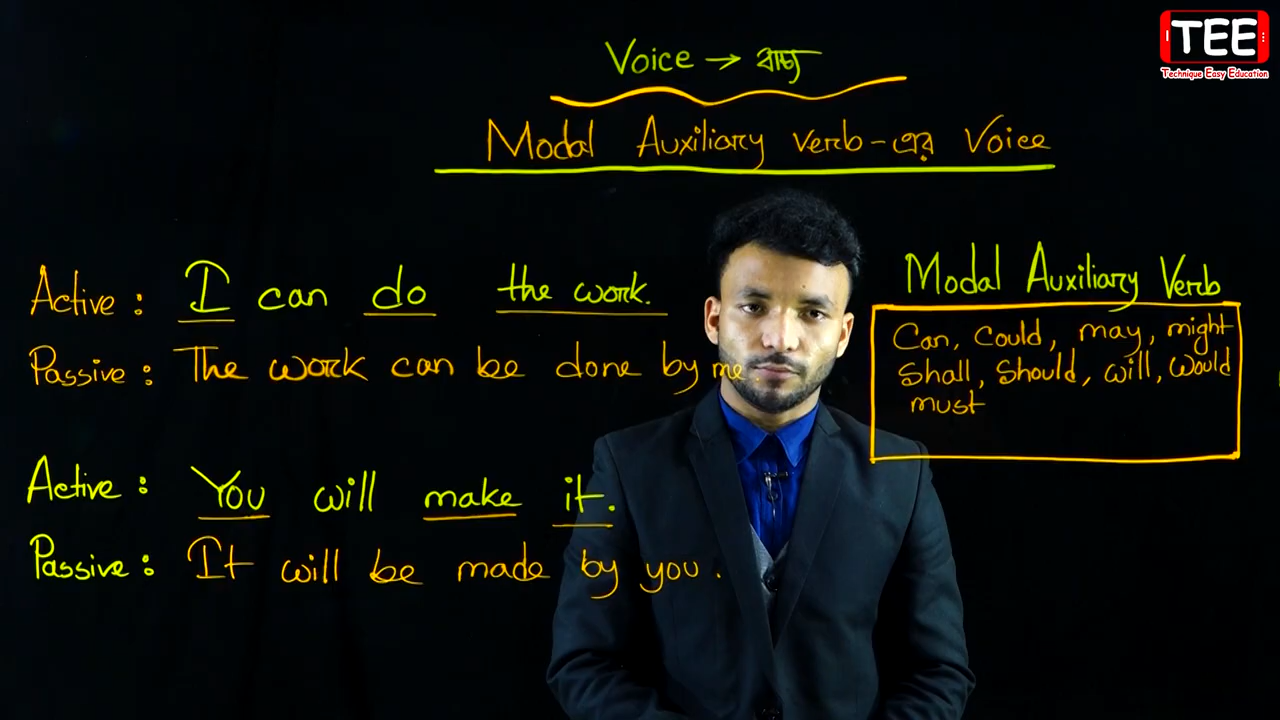 TEE
Technique Easy Education
Voice → বাচ্য
Modal Auxiliary verb-এর Voice
Active : I can do the work.
Passive : The work can be done by me
Active : You will make it.
Passive : It will be made by you.
Modal Auxiliary Verb
Can, Could, may, might
Shall, Should, will, Would
must